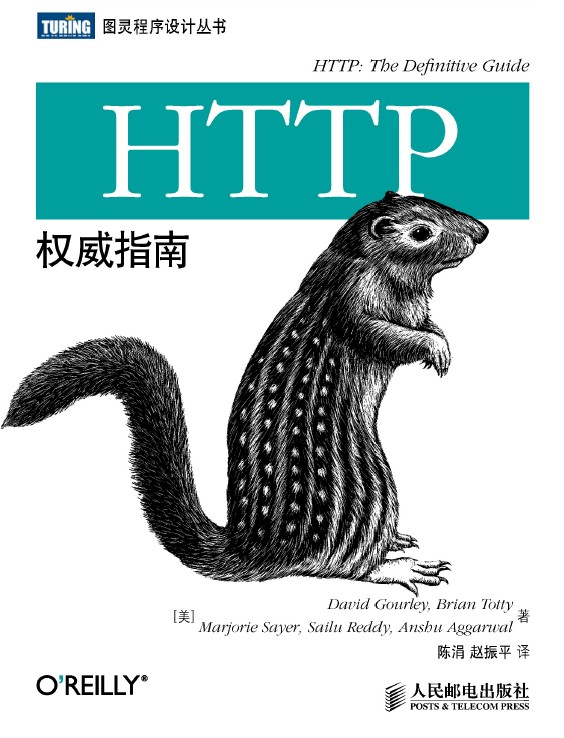 TURING 图灵程序设计丛书
HTTP: The Definitive Guide
HTTP
权威指南
[美] David Gourley, Brian Totty
Marjorie Sayer, Sailu Reddy, Anshu Aggarwal 著
陈涓 赵振平 译
O'REILLY®
人民邮电出版社
POSTS & TELECOM PRESS